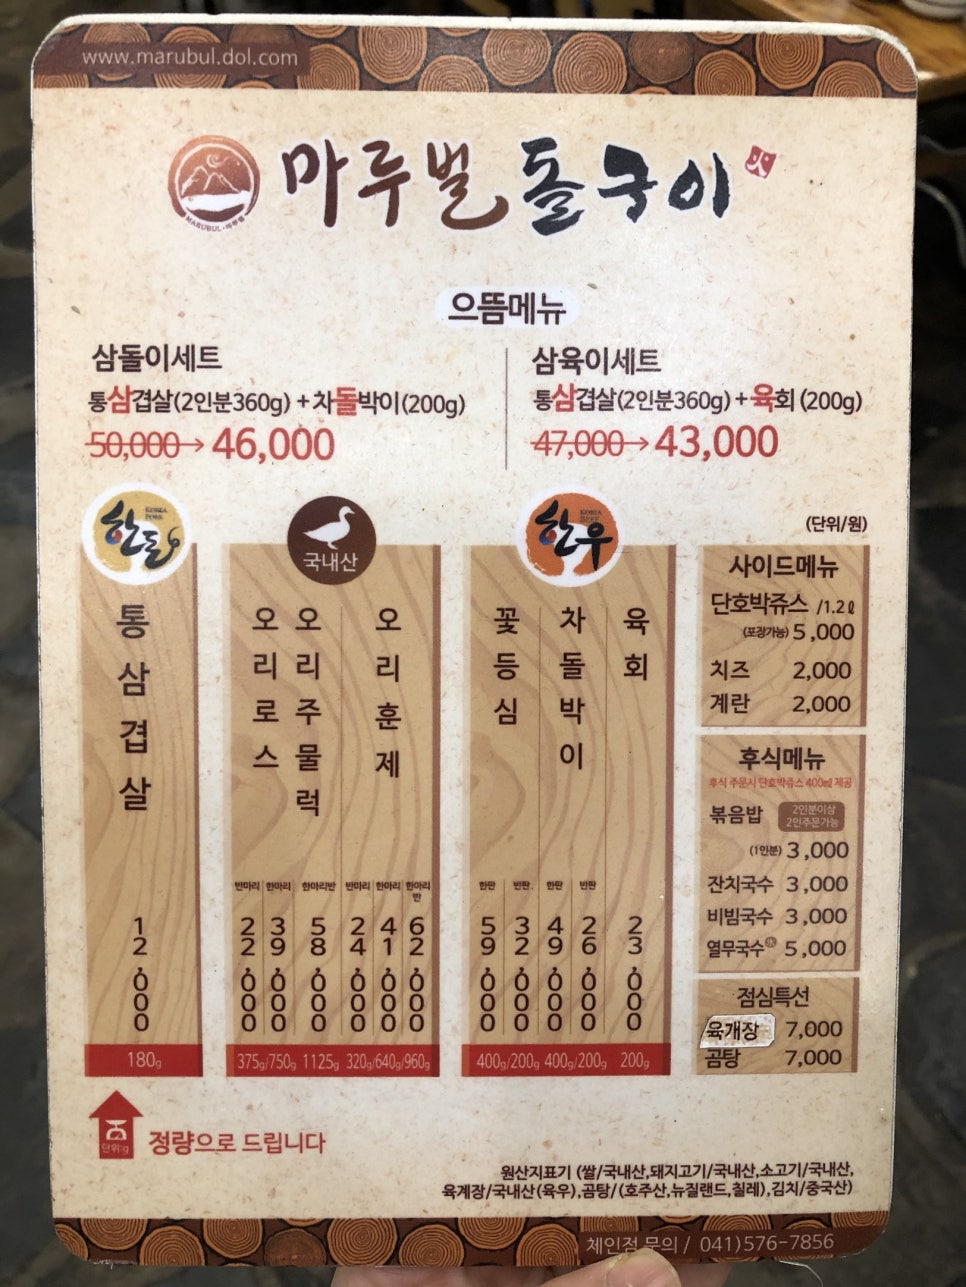 www.marubul.dol.com
MARUBUL·마루벌
마루벌 돌구이 火
으뜸메뉴
삼돌이세트
통삼겹살(2인분360g)+차돌박이(200g)
50,000→46,000
삼육이세트
통삼겹살(2인분360g)+육회(200g)
47,000→43,000
(단위/원)
한돈 KOREA PORK
통삼겹살
12,000
180g
국내산
오리로스 오리주물럭 오리훈제
반마리 한마리 한마리반 반마리 한마리 한마리반
22,000 39,000 58,000 24,000 41,000 62,000
375g/750g 1125g 320g/640g/960g
한우 KOREA BEEF
꽃등심 차돌박이 육회
한판 반판. 한판 반판
59,000 32,000 49,000 26,000 23,000
400g/200g 400g/200g 200g
사이드메뉴
단호박쥬스 /1.2ℓ
(포장가능) 5,000
치즈 2,000
계란 2,000
후식메뉴
후식 주문시 단호박쥬스 400㎖ 제공
볶음밥 2인분이상
2인주문가능
(1인분) 3,000
잔치국수 3,000
비빔국수 3,000
열무국수 5,000
점심특선
육개장 7,000
곰탕 7,000
단위:g
정량으로 드립니다
원산지표기 (쌀/국내산,돼지고기/국내산,소고기/국내산,
육계장/국내산(육우),곰탕/(호주산,뉴질랜드,칠레),김치/중국산)
체인점 문의 / 041)576-7856